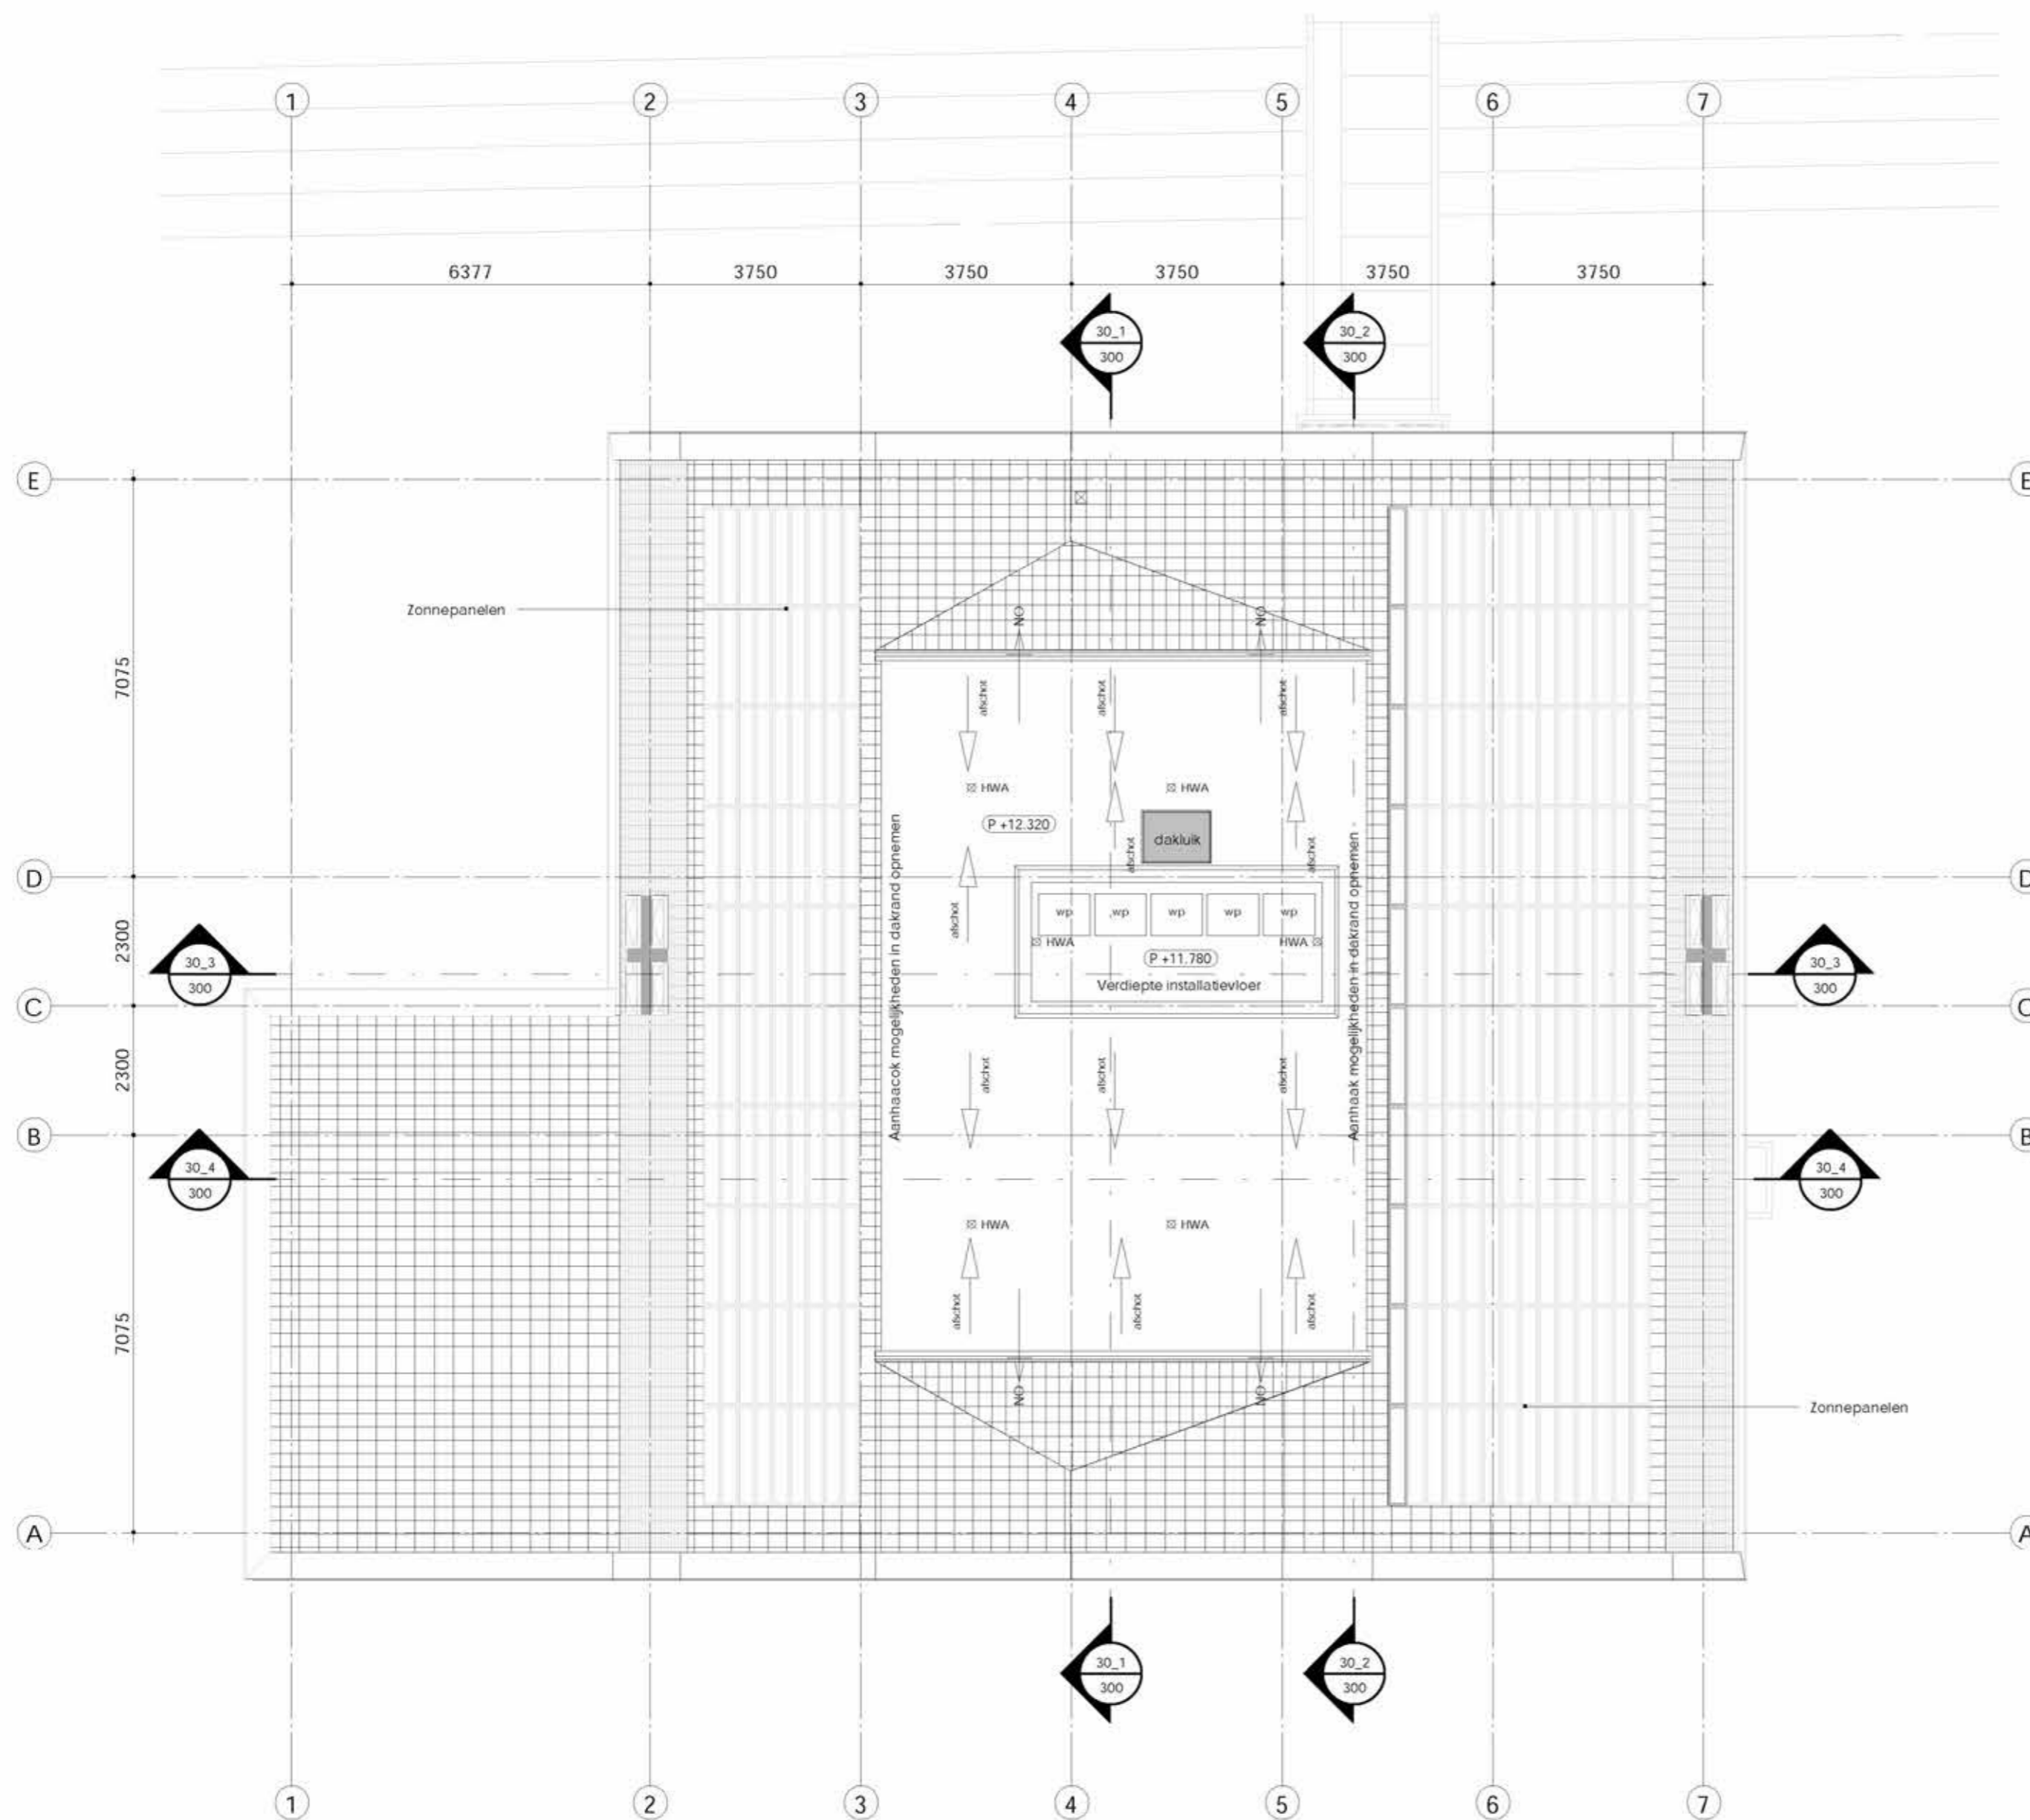 1 2 3 4 5 6 7
6377 3750 3750 3750 3750 3750
30_1
300
30_2
300
E E
Zonnepanelen
NO NO
7075
afschot afschot afschot
HWA HWA
P +12.320
dakluik
afschot afschot afschot
Aanhaacok mogelijkheden in dakrand opnemen
Aanhaak mogelijkheden in dakrand opnemen
D D
wp wp wp wp wp
2300
HWA HWA
P +11.780
Verdiepte installatievloer
30_3
300
30_3
300
C C
2300
afschot afschot afschot
B B
30_4
300
30_4
300
HWA HWA
7075
afschot afschot afschot
NO NO
Zonnepanelen
A A
30_1
300
30_2
300
1 2 3 4 5 6 7